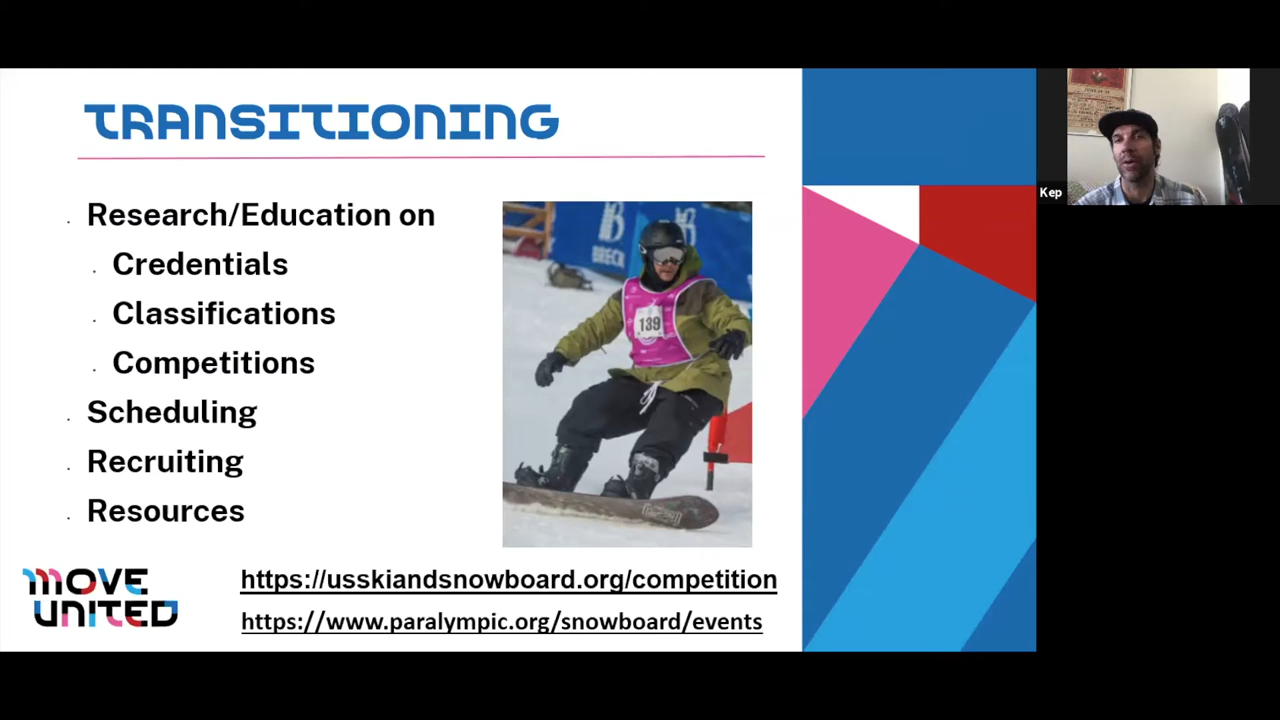 TRANSITIONING
Research/Education on
Credentials
Classifications
Competitions
Scheduling
Recruiting
Resources
139
B
B
BRECK
MOVE
UNITED
https://usskiandsnowboard.org/competition
https://www.paralympic.org/snowboard/events
Kep